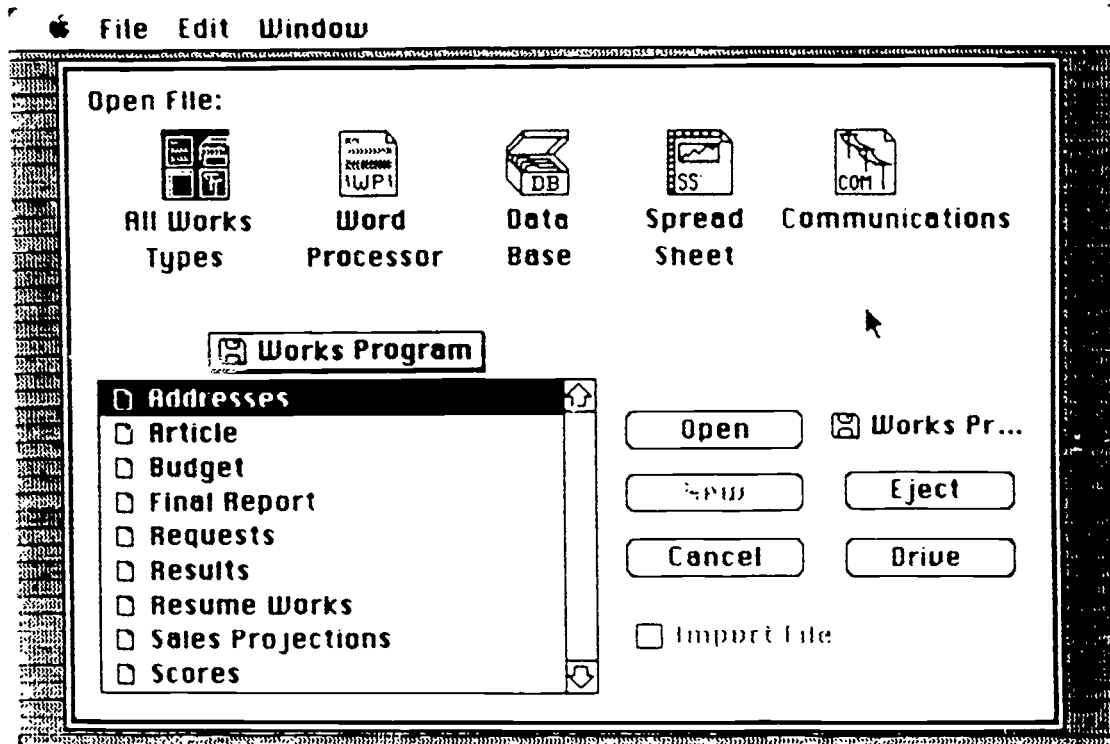 File Edit Window
Open File:
WP
DB
SS
COM
All Works Types
Word Processor
Data Base
Spread Sheet
Communications
Works Program
Addresses
Article
Budget
Final Report
Requests
Results
Resume Works
Sales Projections
Scores
Open
Works Pr...
New
Eject
Cancel
Drive
Import File